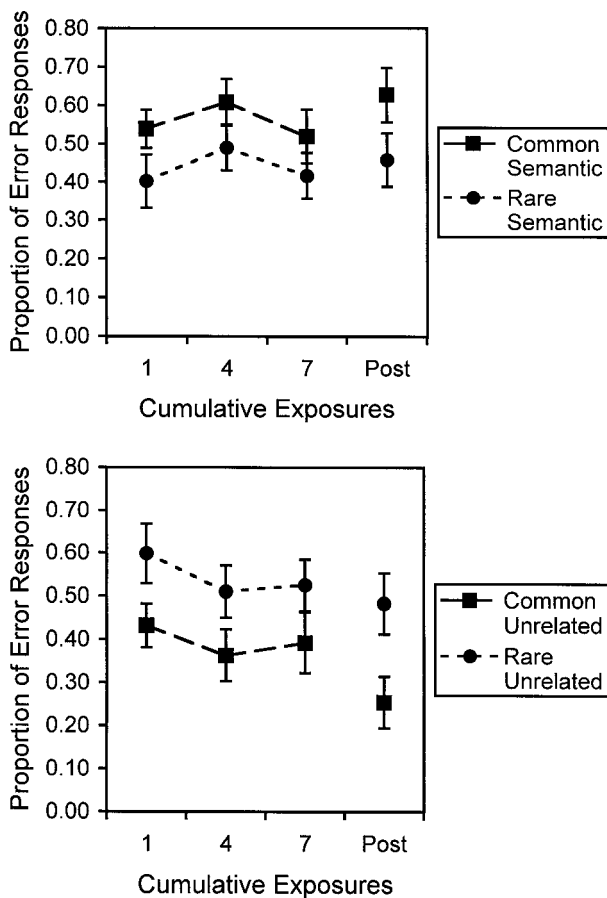 0.80
0.70
0.60
0.50
0.40
0.30
0.20
0.10
0.00
Proportion of Error Responses
1 4 7 Post
Cumulative Exposures
Common
Semantic
Rare
Semantic
0.80
0.70
0.60
0.50
0.40
0.30
0.20
0.10
0.00
Proportion of Error Responses
1 4 7 Post
Cumulative Exposures
Common
Unrelated
Rare
Unrelated